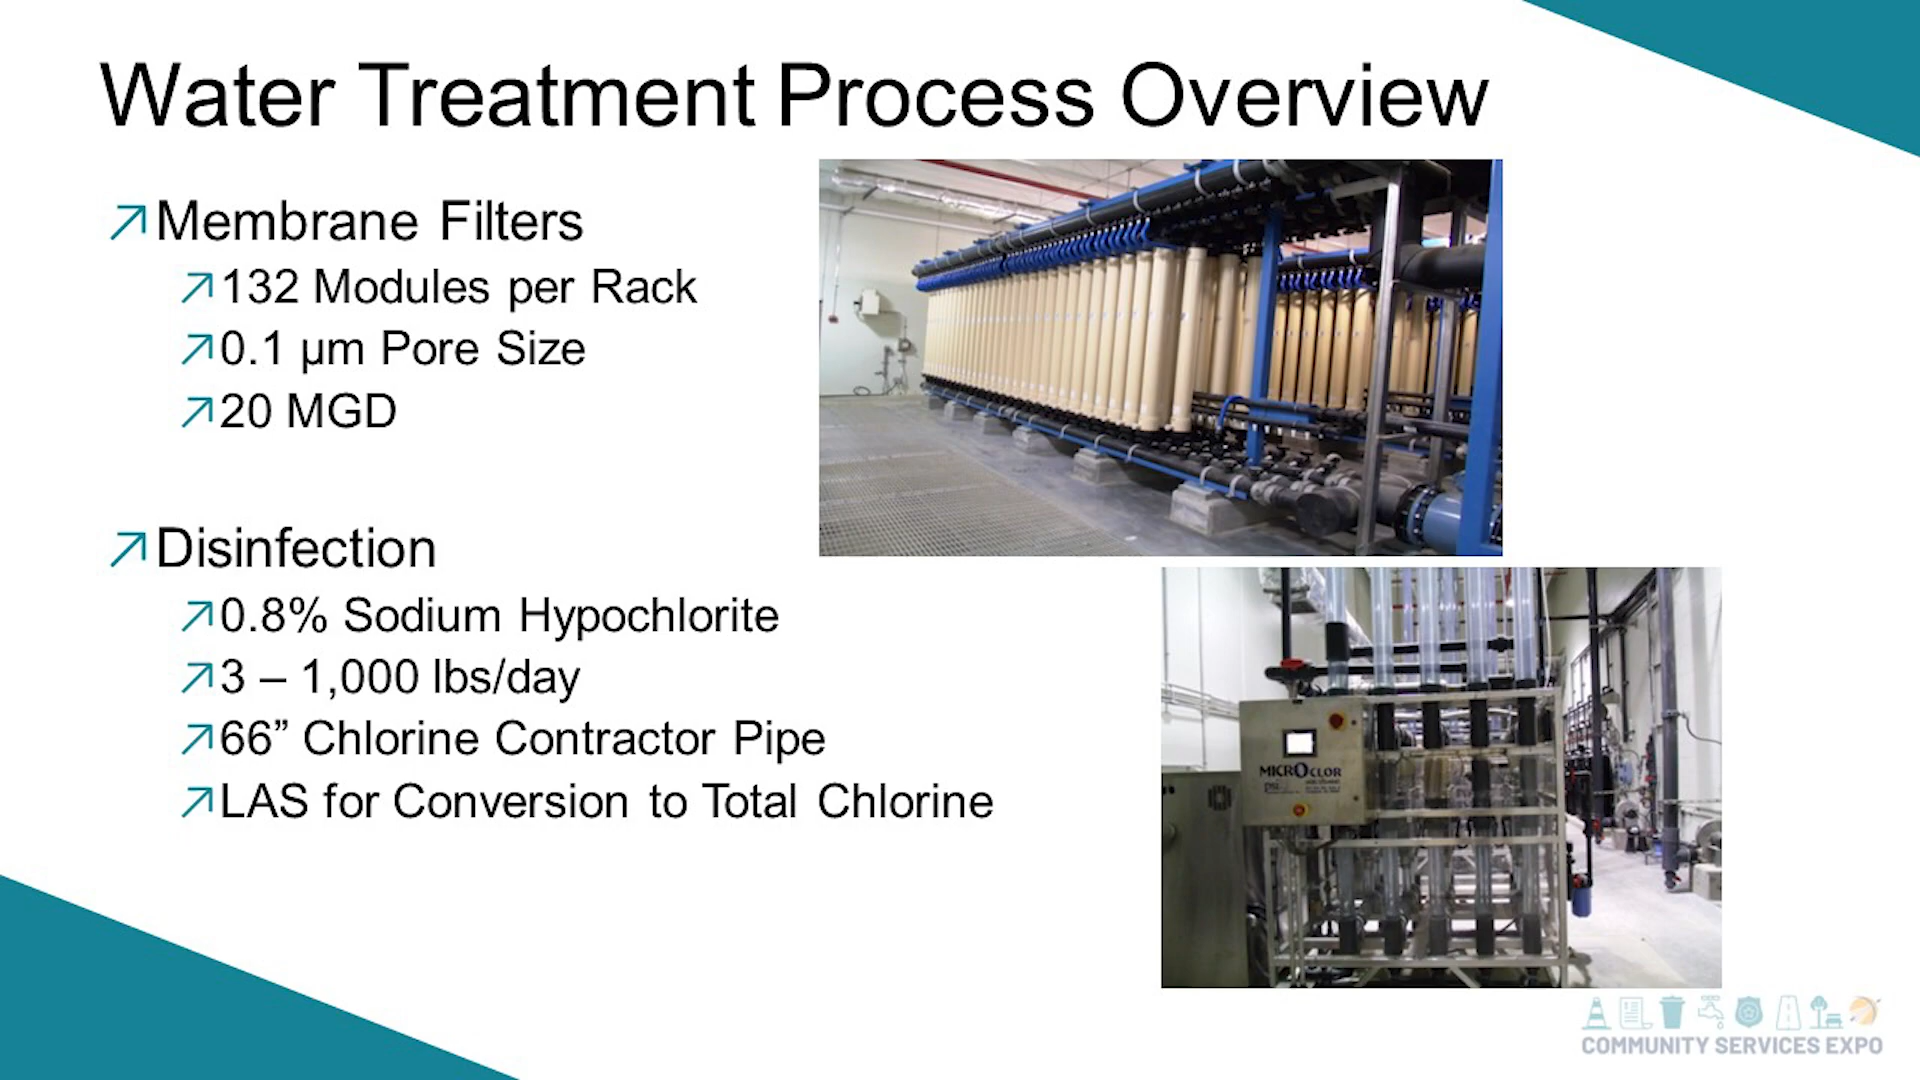 Water Treatment Process Overview
Membrane Filters
132 Modules per Rack
0.1 µm Pore Size
20 MGD
Disinfection
0.8% Sodium Hypochlorite
3 – 1,000 lbs/day
66” Chlorine Contractor Pipe
LAS for Conversion to Total Chlorine
MICROCLOR
COMMUNITY SERVICES EXPO